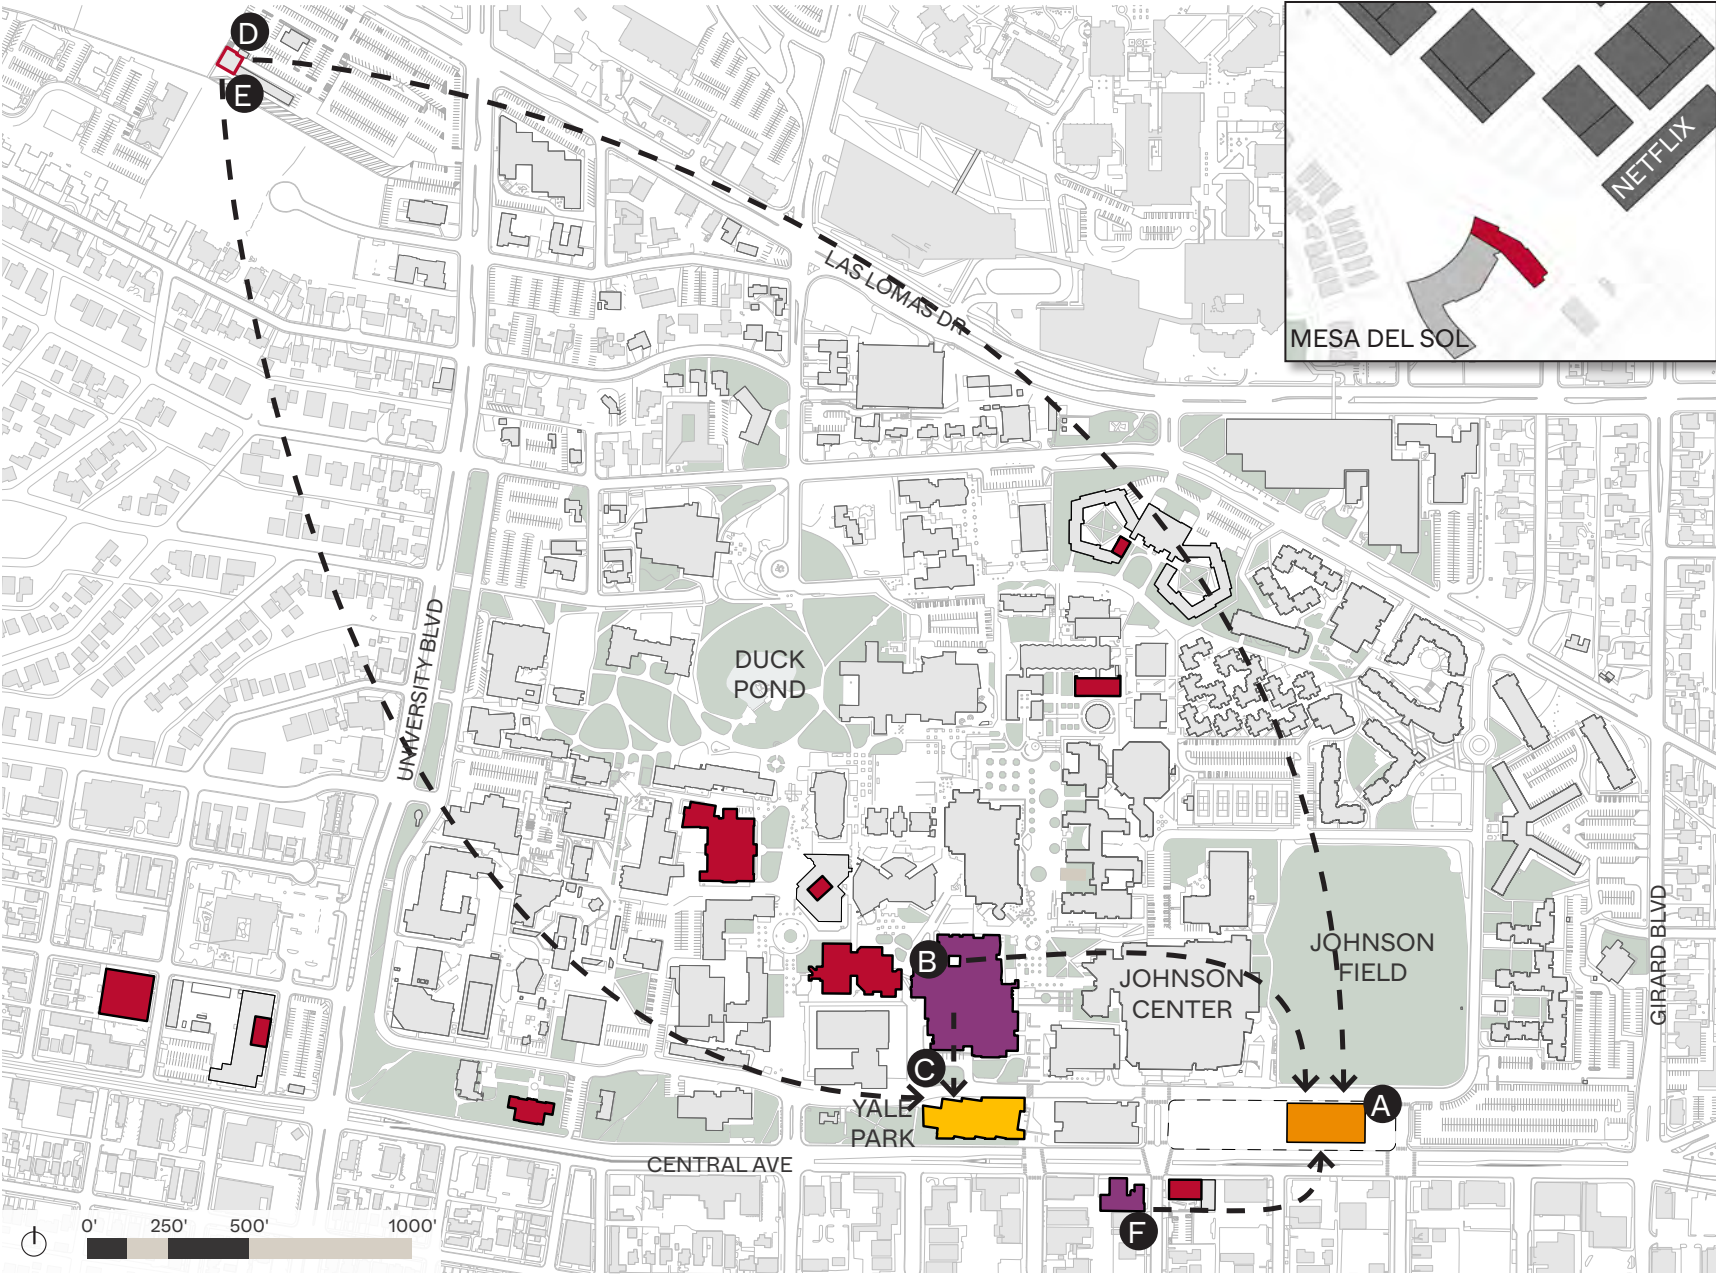 D
E
NETFLIX
MESA DEL SOL
LAS LOMAS DR
UNIVERSITY BLVD
DUCK
POND
B
JOHNSON
CENTER
JOHNSON
FIELD
GIRARD BLVD
C
YALE
PARK
A
CENTRAL AVE
F
0' 250' 500' 1000'